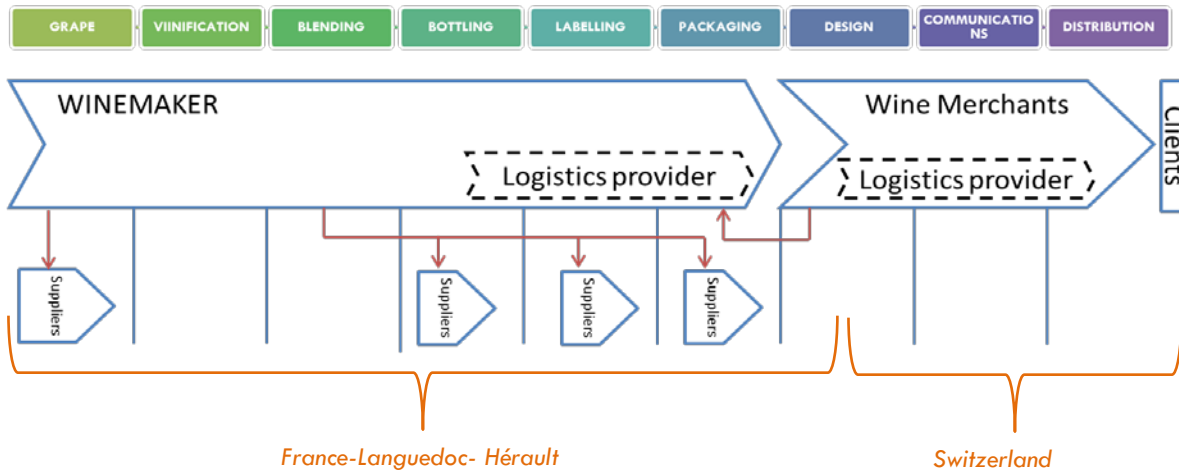 GRAPE
VIINIFICATION
BLENDING
BOTTLING
LABELLING
PACKAGING
DESIGN
COMMUNICATIO
NS
DISTRIBUTION
WINEMAKER
Wine Merchants
Clients
Logistics provider
Logistics provider
Suppliers
Suppliers
Suppliers
Suppliers
France-Languedoc- Hérault
Switzerland